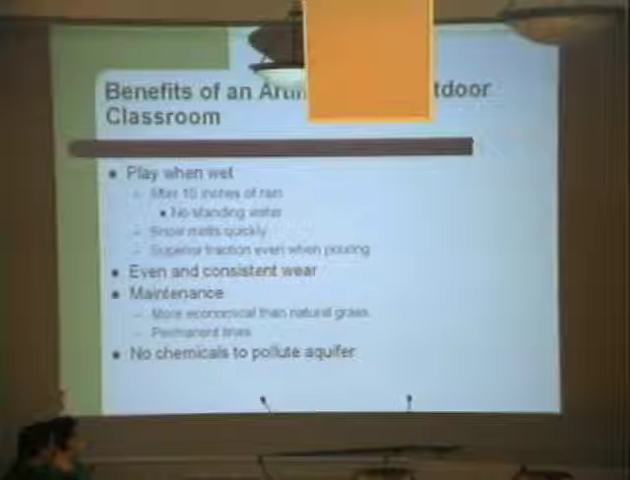 Benefits of an Arti tdoor
Classroom
• Play when wet
– After 10 inches of rain
• No standing water
– Snow melts quickly
– Superior traction even when pouring
• Even and consistent wear
• Maintenance
– More economical than natural grass
– Permanent lines
• No chemicals to pollute aquifer